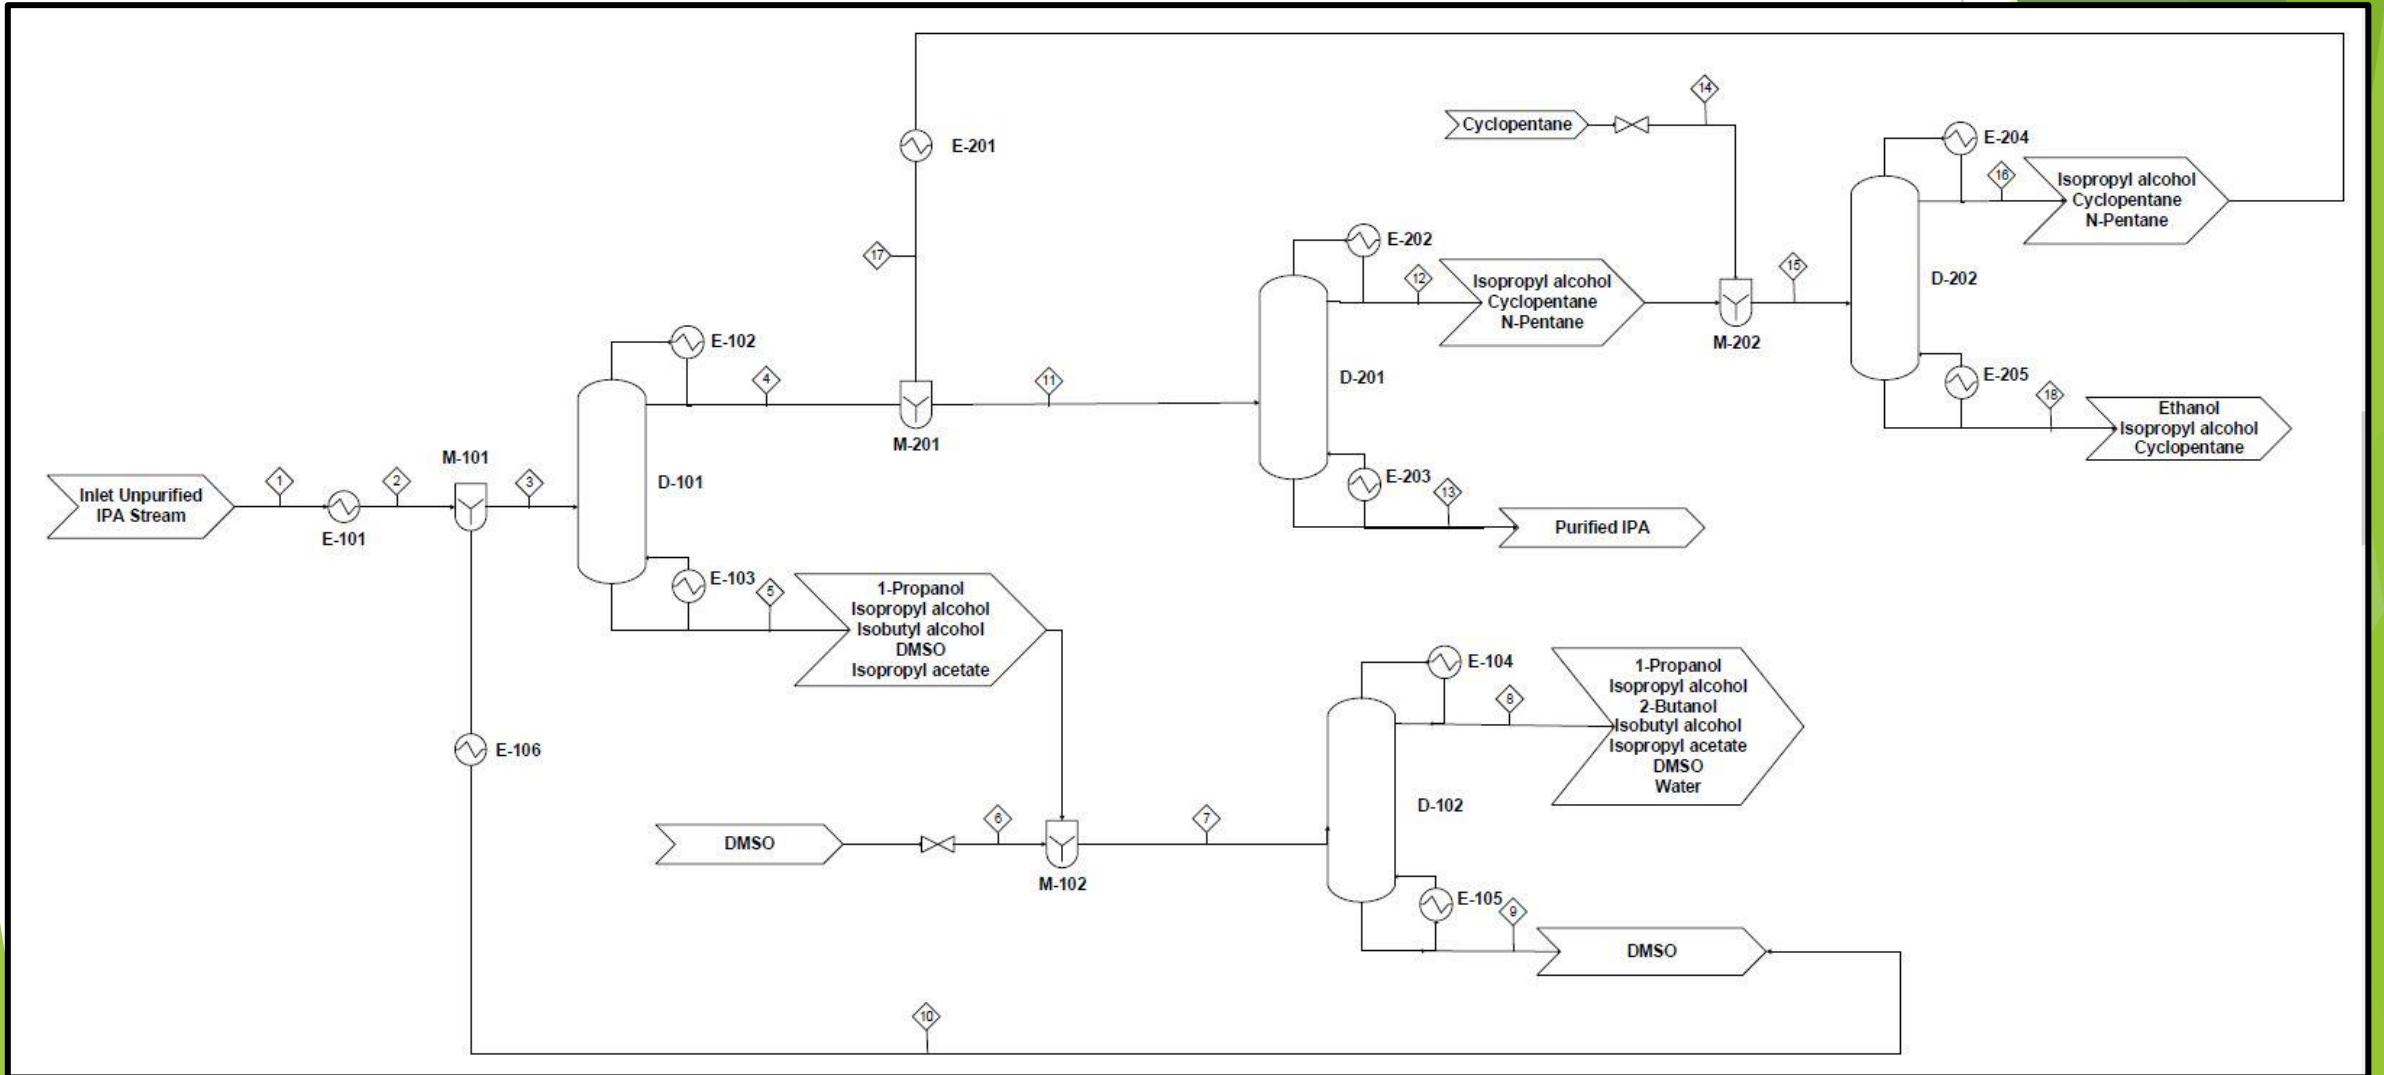 E-201
Cyclopentane
14
E-204
16
Isopropyl alcohol
Cyclopentane
N-Pentane
17
E-202
12
Isopropyl alcohol
Cyclopentane
N-Pentane
15
M-202
D-202
E-205
18
Ethanol
Isopropyl alcohol
Cyclopentane
E-102
4
M-201
11
D-201
E-203
13
Purified IPA
Inlet Unpurified
IPA Stream
1
E-101
2
M-101
3
D-101
E-103
5
1-Propanol
Isopropyl alcohol
Isobutyl alcohol
DMSO
Isopropyl acetate
E-104
8
1-Propanol
Isopropyl alcohol
2-Butanol
Isobutyl alcohol
Isopropyl acetate
DMSO
Water
E-106
DMSO
6
M-102
7
D-102
E-105
9
DMSO
10